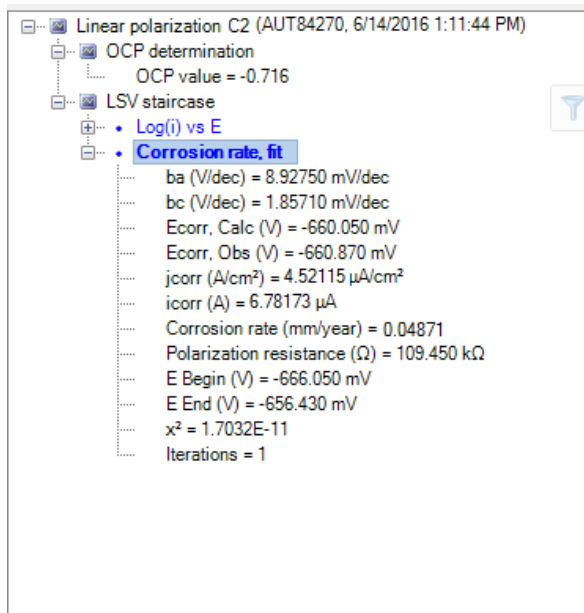 Linear polarization C2 (AUT84270, 6/14/2016 1:11:44 PM)
OCP determination
OCP value = -0.716
LSV staircase
Log(i) vs E
Corrosion rate, fit
ba (V/dec) = 8.92750 mV/dec
bc (V/dec) = 1.85710 mV/dec
Ecorr, Calc (V) = -660.050 mV
Ecorr, Obs (V) = -660.870 mV
jcorr (A/cm²) = 4.52115 µA/cm²
icorr (A) = 6.78173 µA
Corrosion rate (mm/year) = 0.04871
Polarization resistance (Ω) = 109.450 kΩ
E Begin (V) = -666.050 mV
E End (V) = -656.430 mV
x² = 1.7032E-11
Iterations = 1